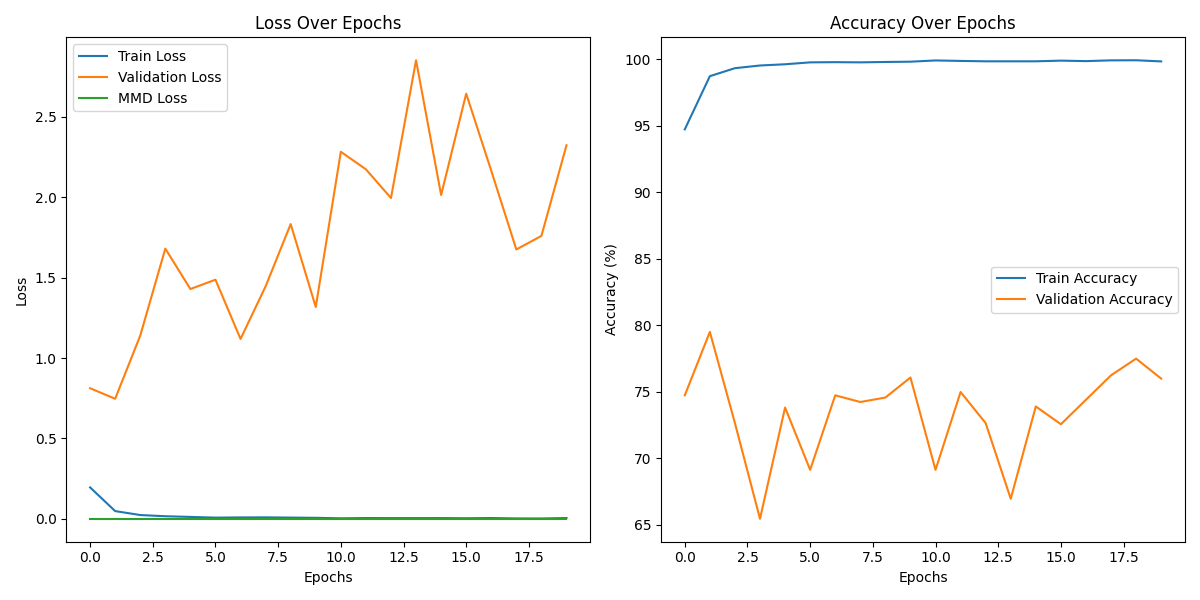 Loss Over Epochs
Train Loss
Validation Loss
MMD Loss
2.5
2.0
1.5
1.0
0.5
0.0
Loss
0.0 2.5 5.0 7.5 10.0 12.5 15.0 17.5
Epochs
Accuracy Over Epochs
100
95
90
85
80
75
70
65
Accuracy (%)
Train Accuracy
Validation Accuracy
0.0 2.5 5.0 7.5 10.0 12.5 15.0 17.5
Epochs